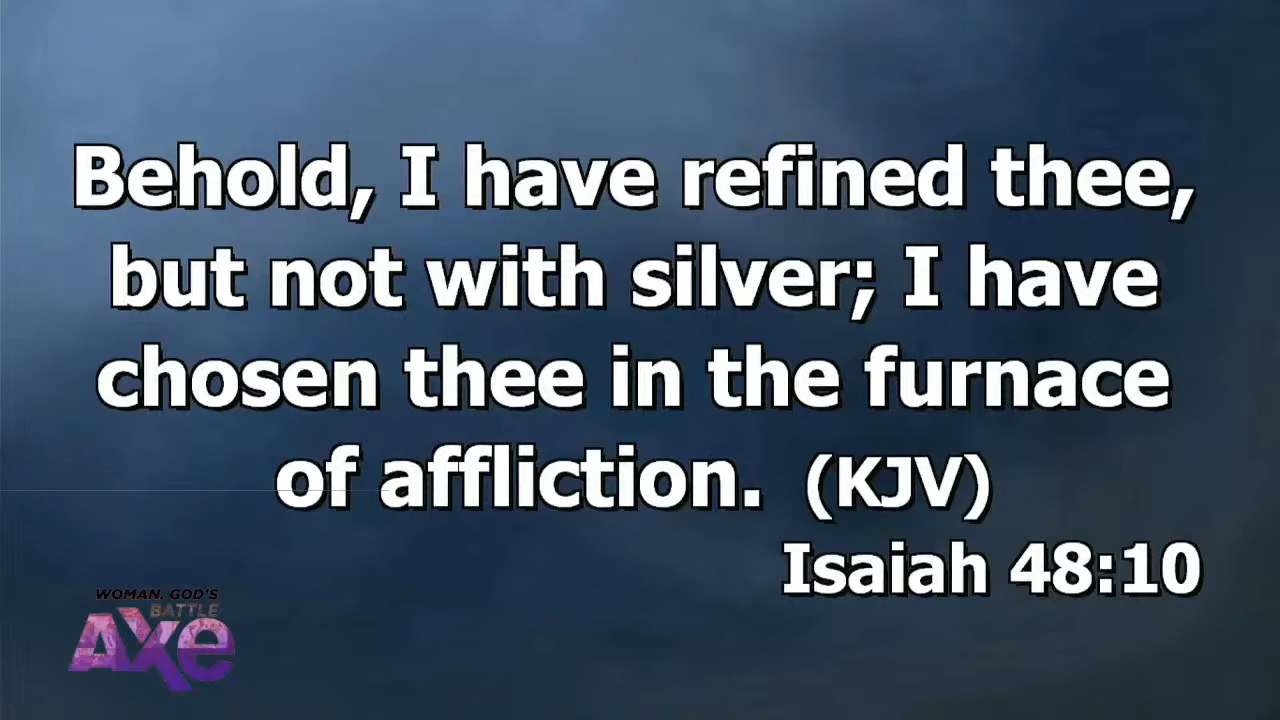 Behold, I have refined thee,
but not with silver; I have
chosen thee in the furnace
of affliction. (KJV)
Isaiah 48:10
WOMAN, GOD'S
BATTLE
AXe